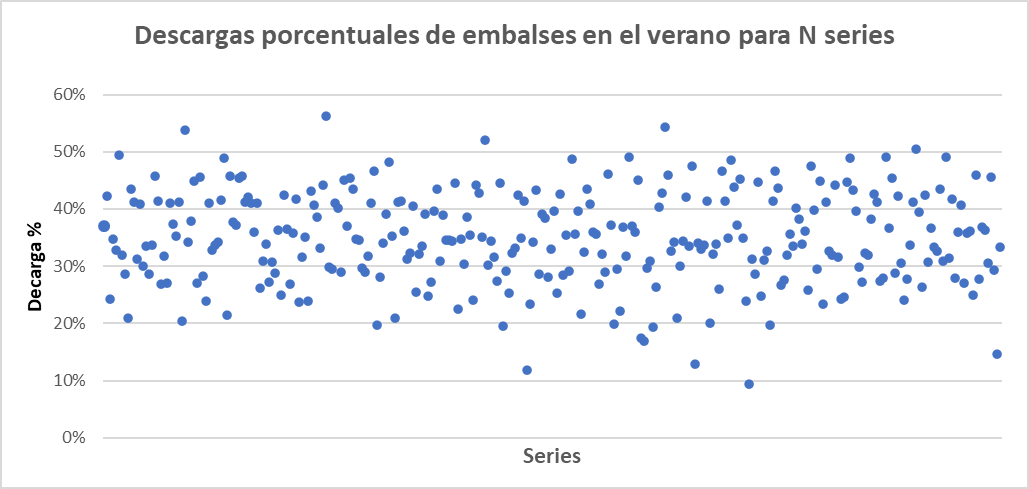 Descargas porcentuales de embalses en el verano para N series
60%
50%
40%
30%
20%
10%
0%
Decarga %
Series